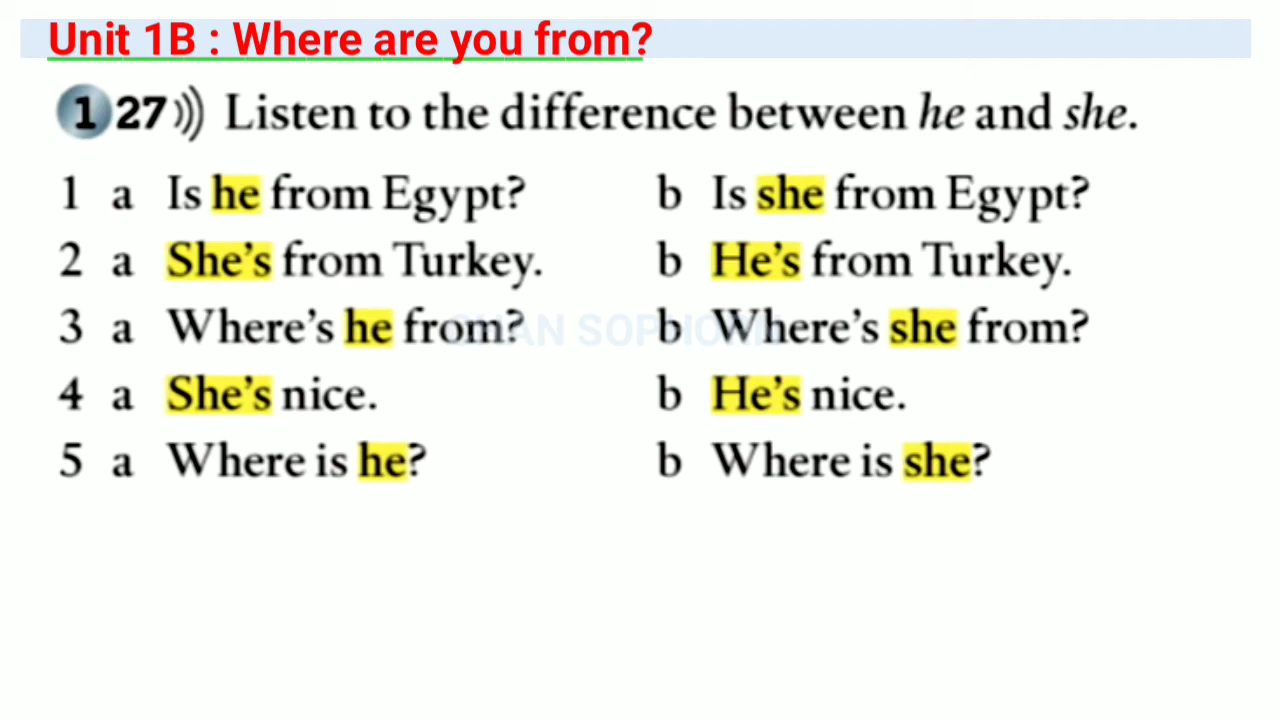 Unit 1B : Where are you from?
1 27 Listen to the difference between he and she.
1 a Is he from Egypt? b Is she from Egypt?
2 a She's from Turkey. b He's from Turkey.
3 a Where's he from? b Where's she from?
4 a She's nice. b He's nice.
5 a Where is he? b Where is she?